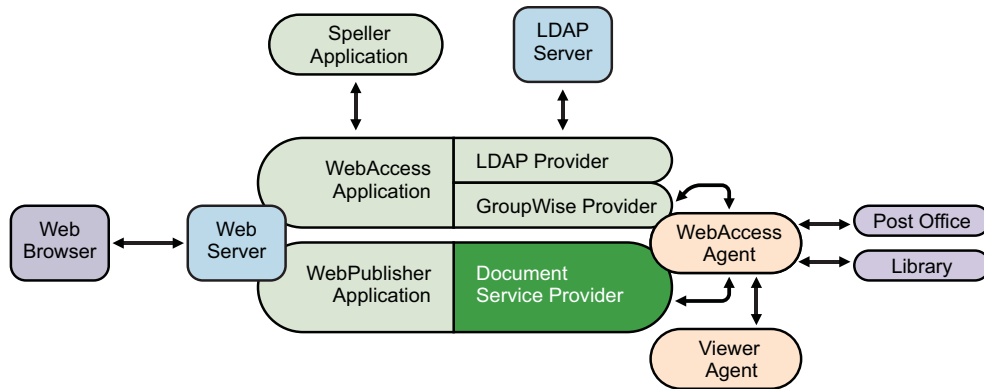 Speller
Application
LDAP
Server
WebAccess
Application
LDAP Provider
GroupWise Provider
Web
Browser
Web
Server
WebAccess
Agent
Post Office
Library
WebPublisher
Application
Document
Service Provider
Viewer
Agent